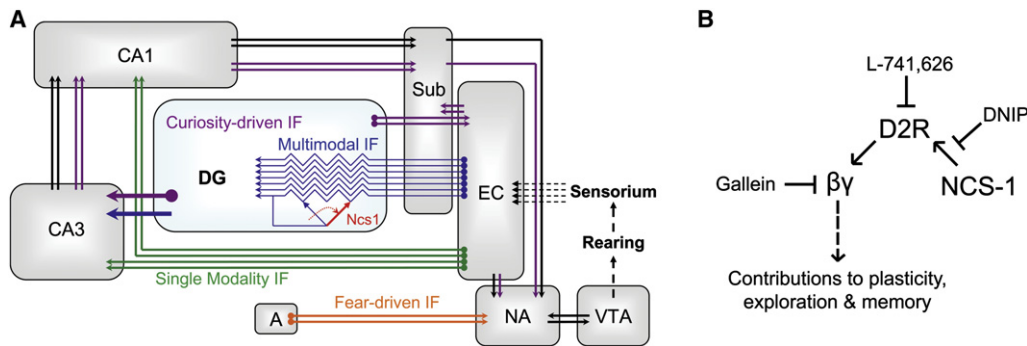 A
CA1
Sub
Curiosity-driven IF
Multimodal IF
DG
Ncs1
EC
Sensorium
CA3
Rearing
Single Modality IF
Fear-driven IF
A
NA
VTA
B
L-741,626
D2R
DNIP
Gallein
βγ
NCS-1
Contributions to plasticity,
exploration & memory